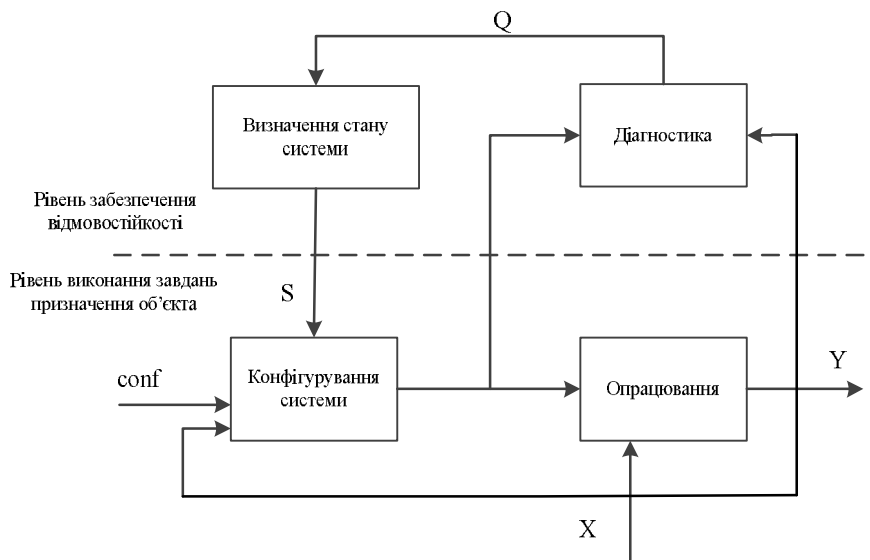 Q
Визначення стану
системи
Діагностика
Рівень забезпечення
відмовостійкості
Рівень виконання завдань
призначення об’єкта
S
conf
Конфігурування
системи
Опрацювання
Y
X